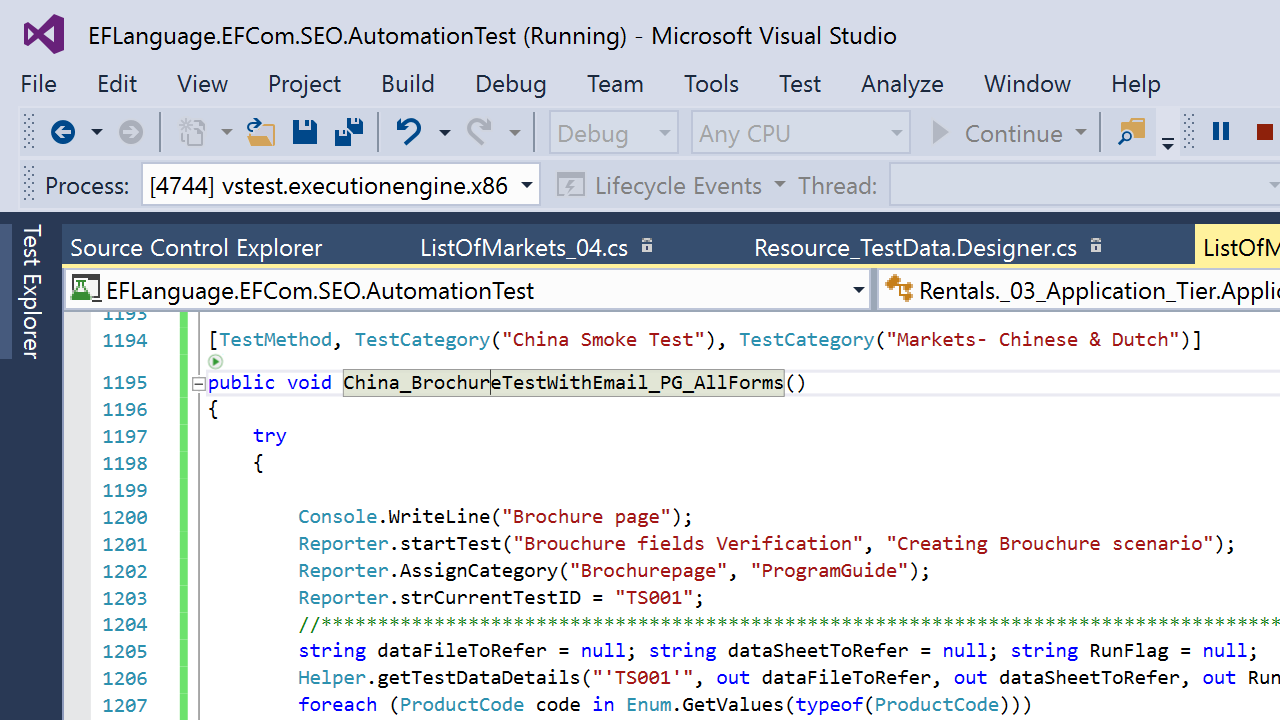 EFLanguage.EFCom.SEO.AutomationTest (Running) - Microsoft Visual Studio
File Edit View Project Build Debug Team Tools Test Analyze Window Help
Debug Any CPU Continue
Process: [4744] vstest.executionengine.x86 Lifecycle Events Thread:
Test Explorer
Source Control Explorer ListOfMarkets_04.cs Resource_TestData.Designer.cs ListOfM
EFLanguage.EFCom.SEO.AutomationTest Rentals._03_Application_Tier.Applic
1193
1194 [TestMethod, TestCategory("China Smoke Test"), TestCategory("Markets- Chinese & Dutch")]
1195 public void China_BrochureTestWithEmail_PG_AllForms()
1196 {
1197 try
1198 {
1199
1200 Console.WriteLine("Brochure page");
1201 Reporter.startTest("Brouchure fields Verification", "Creating Brouchure scenario");
1202 Reporter.AssignCategory("Brochurepage", "ProgramGuide");
1203 Reporter.strCurrentTestID = "TS001";
1204 //*************************************************************************************
1205 string dataFileToRefer = null; string dataSheetToRefer = null; string RunFlag = null;
1206 Helper.getTestDataDetails("'TS001'", out dataFileToRefer, out dataSheetToRefer, out Run
1207 foreach (ProductCode code in Enum.GetValues(typeof(ProductCode)))